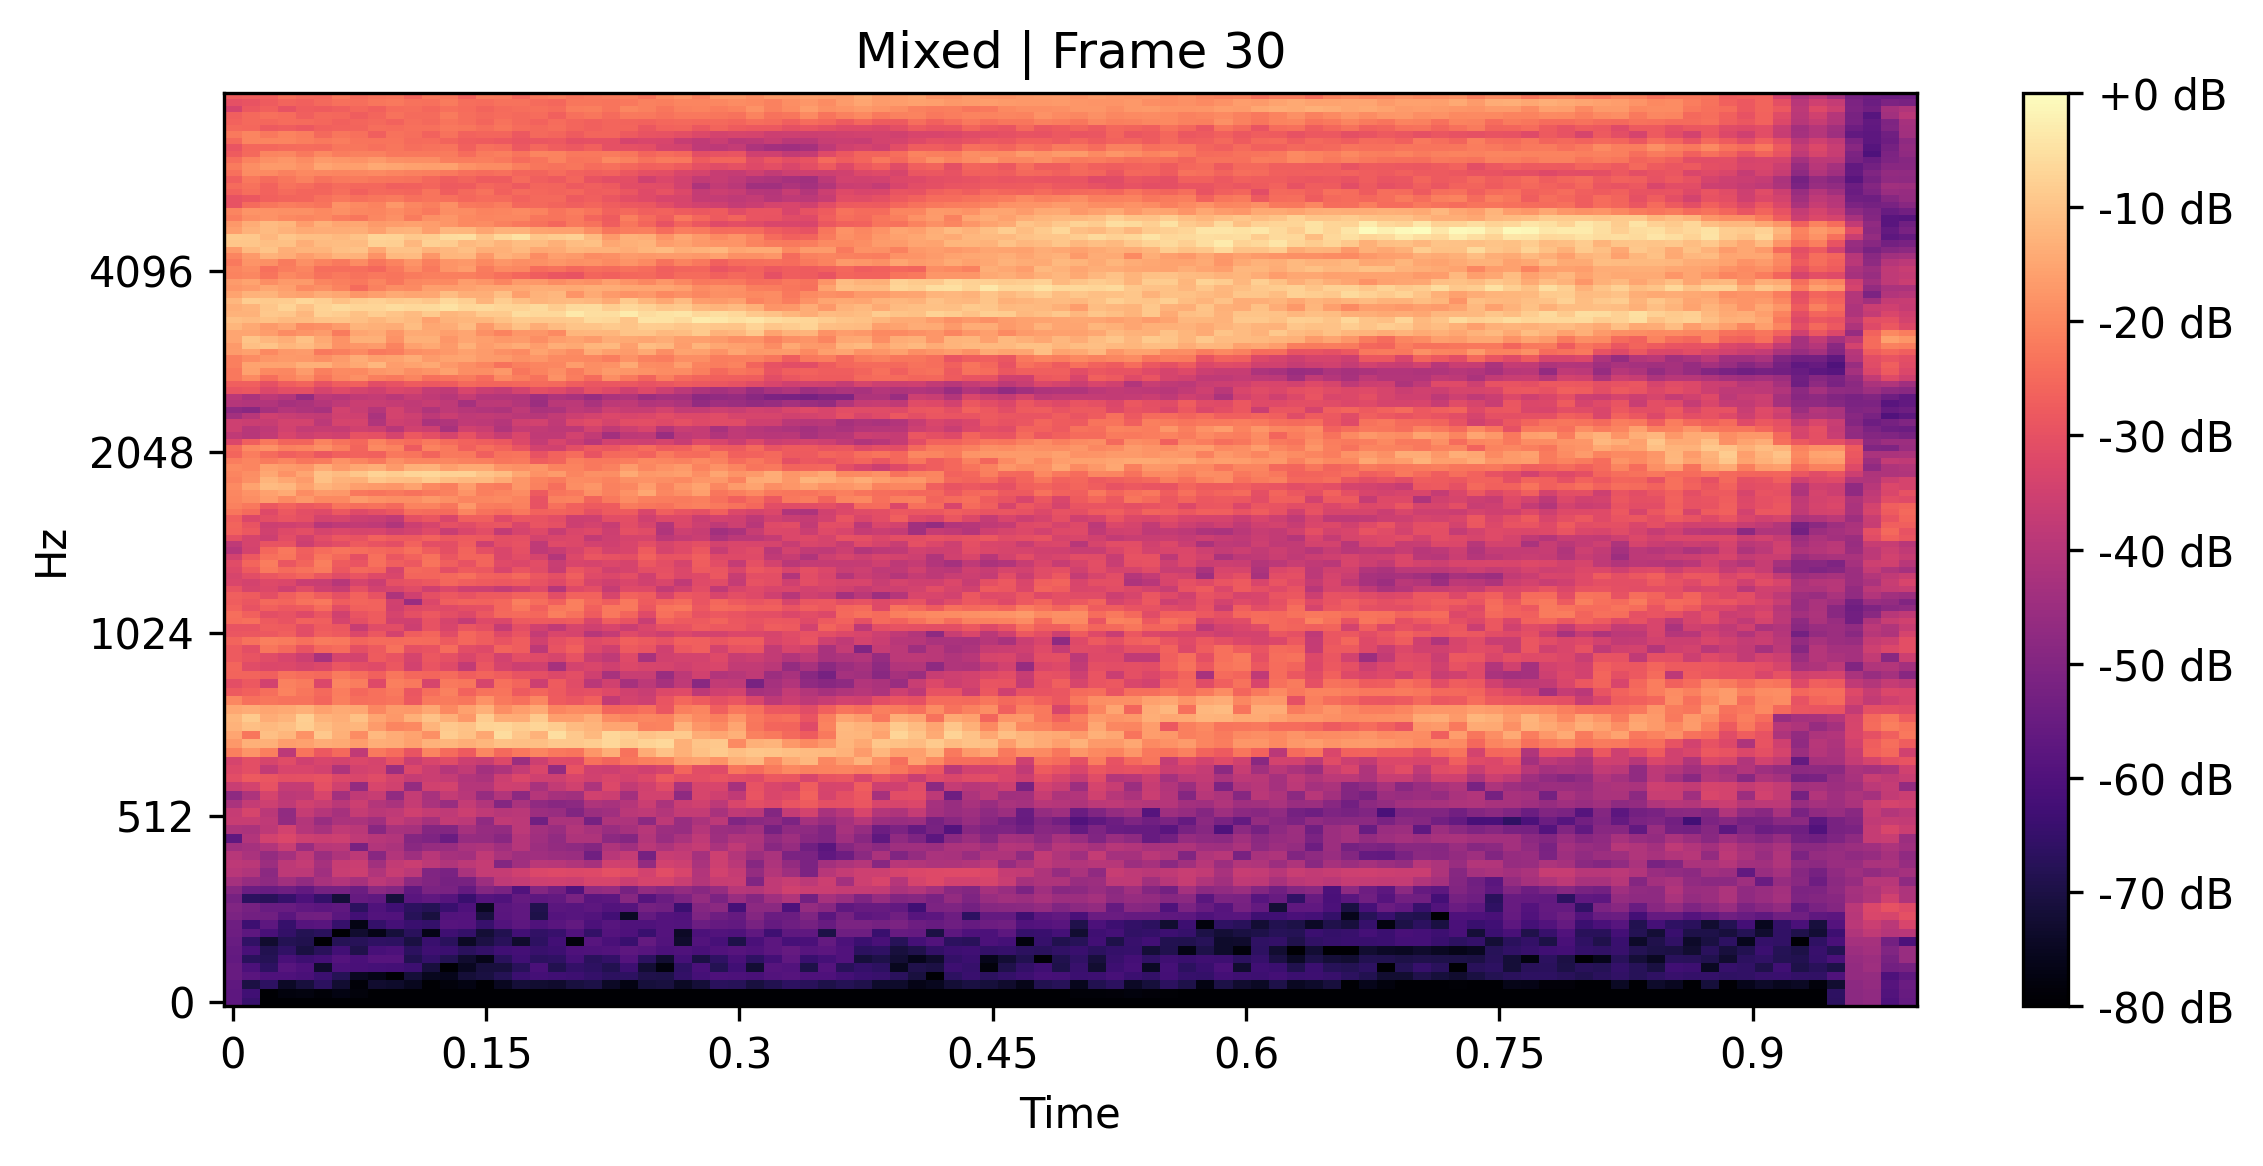 Mixed | Frame 30
Hz
4096
2048
1024
512
0
0 0.15 0.3 0.45 0.6 0.75 0.9
Time
+0 dB
-10 dB
-20 dB
-30 dB
-40 dB
-50 dB
-60 dB
-70 dB
-80 dB